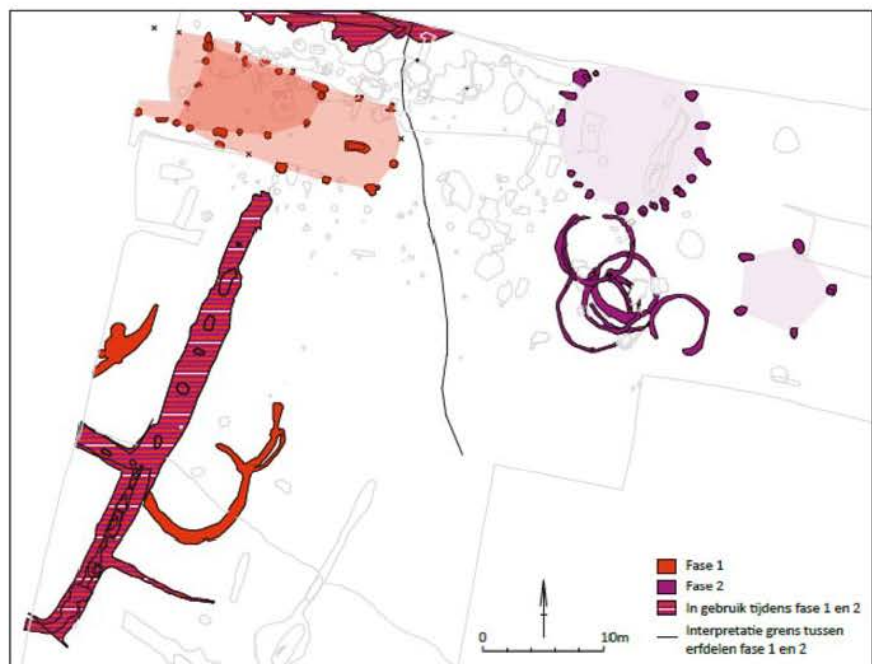 Fase 1
Fase 2
In gebruik tijdens fase 1 en 2
Interpretatie grens tussen
erfdelen fase 1 en 2
0
10m